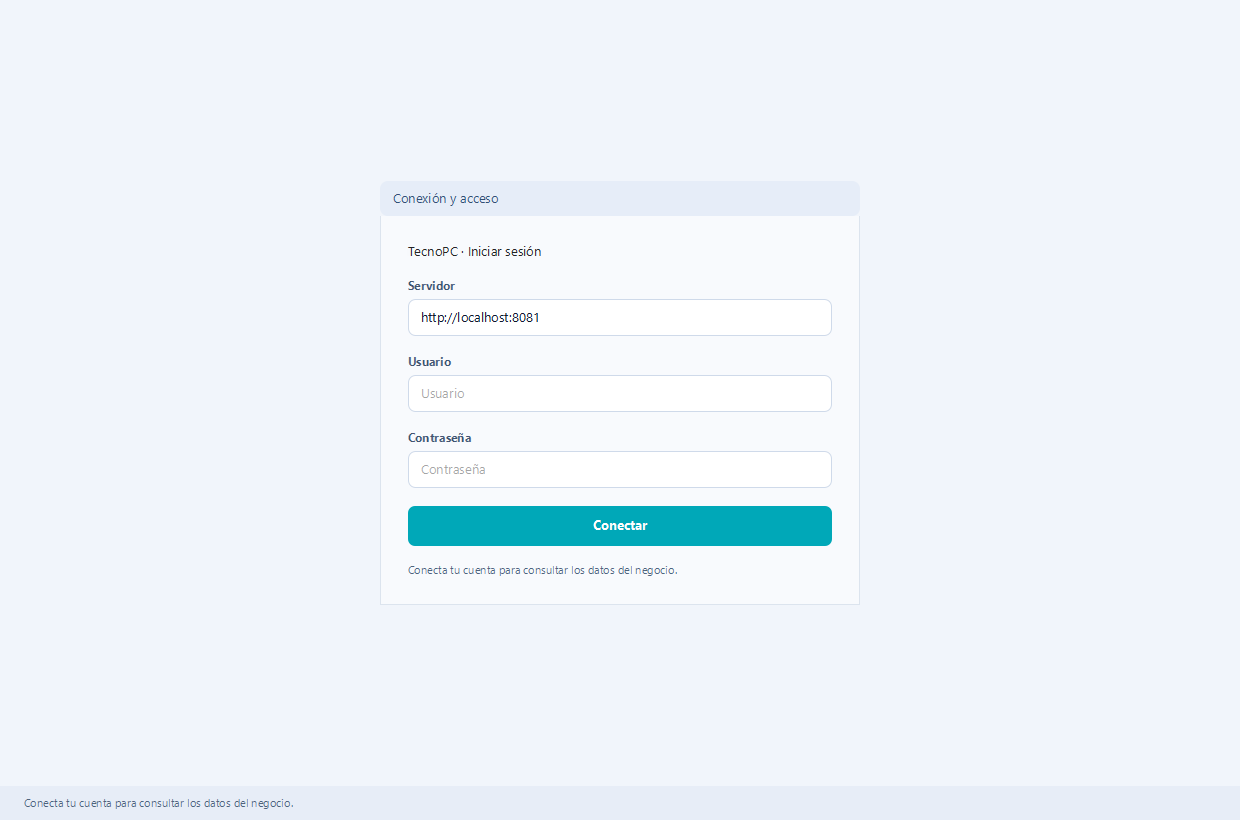 Conexión y acceso
TecnoPC · Iniciar sesión
Servidor
http://localhost:8081
Usuario
Usuario
Contraseña
Contraseña
Conectar
Conecta tu cuenta para consultar los datos del negocio.
Conecta tu cuenta para consultar los datos del negocio.